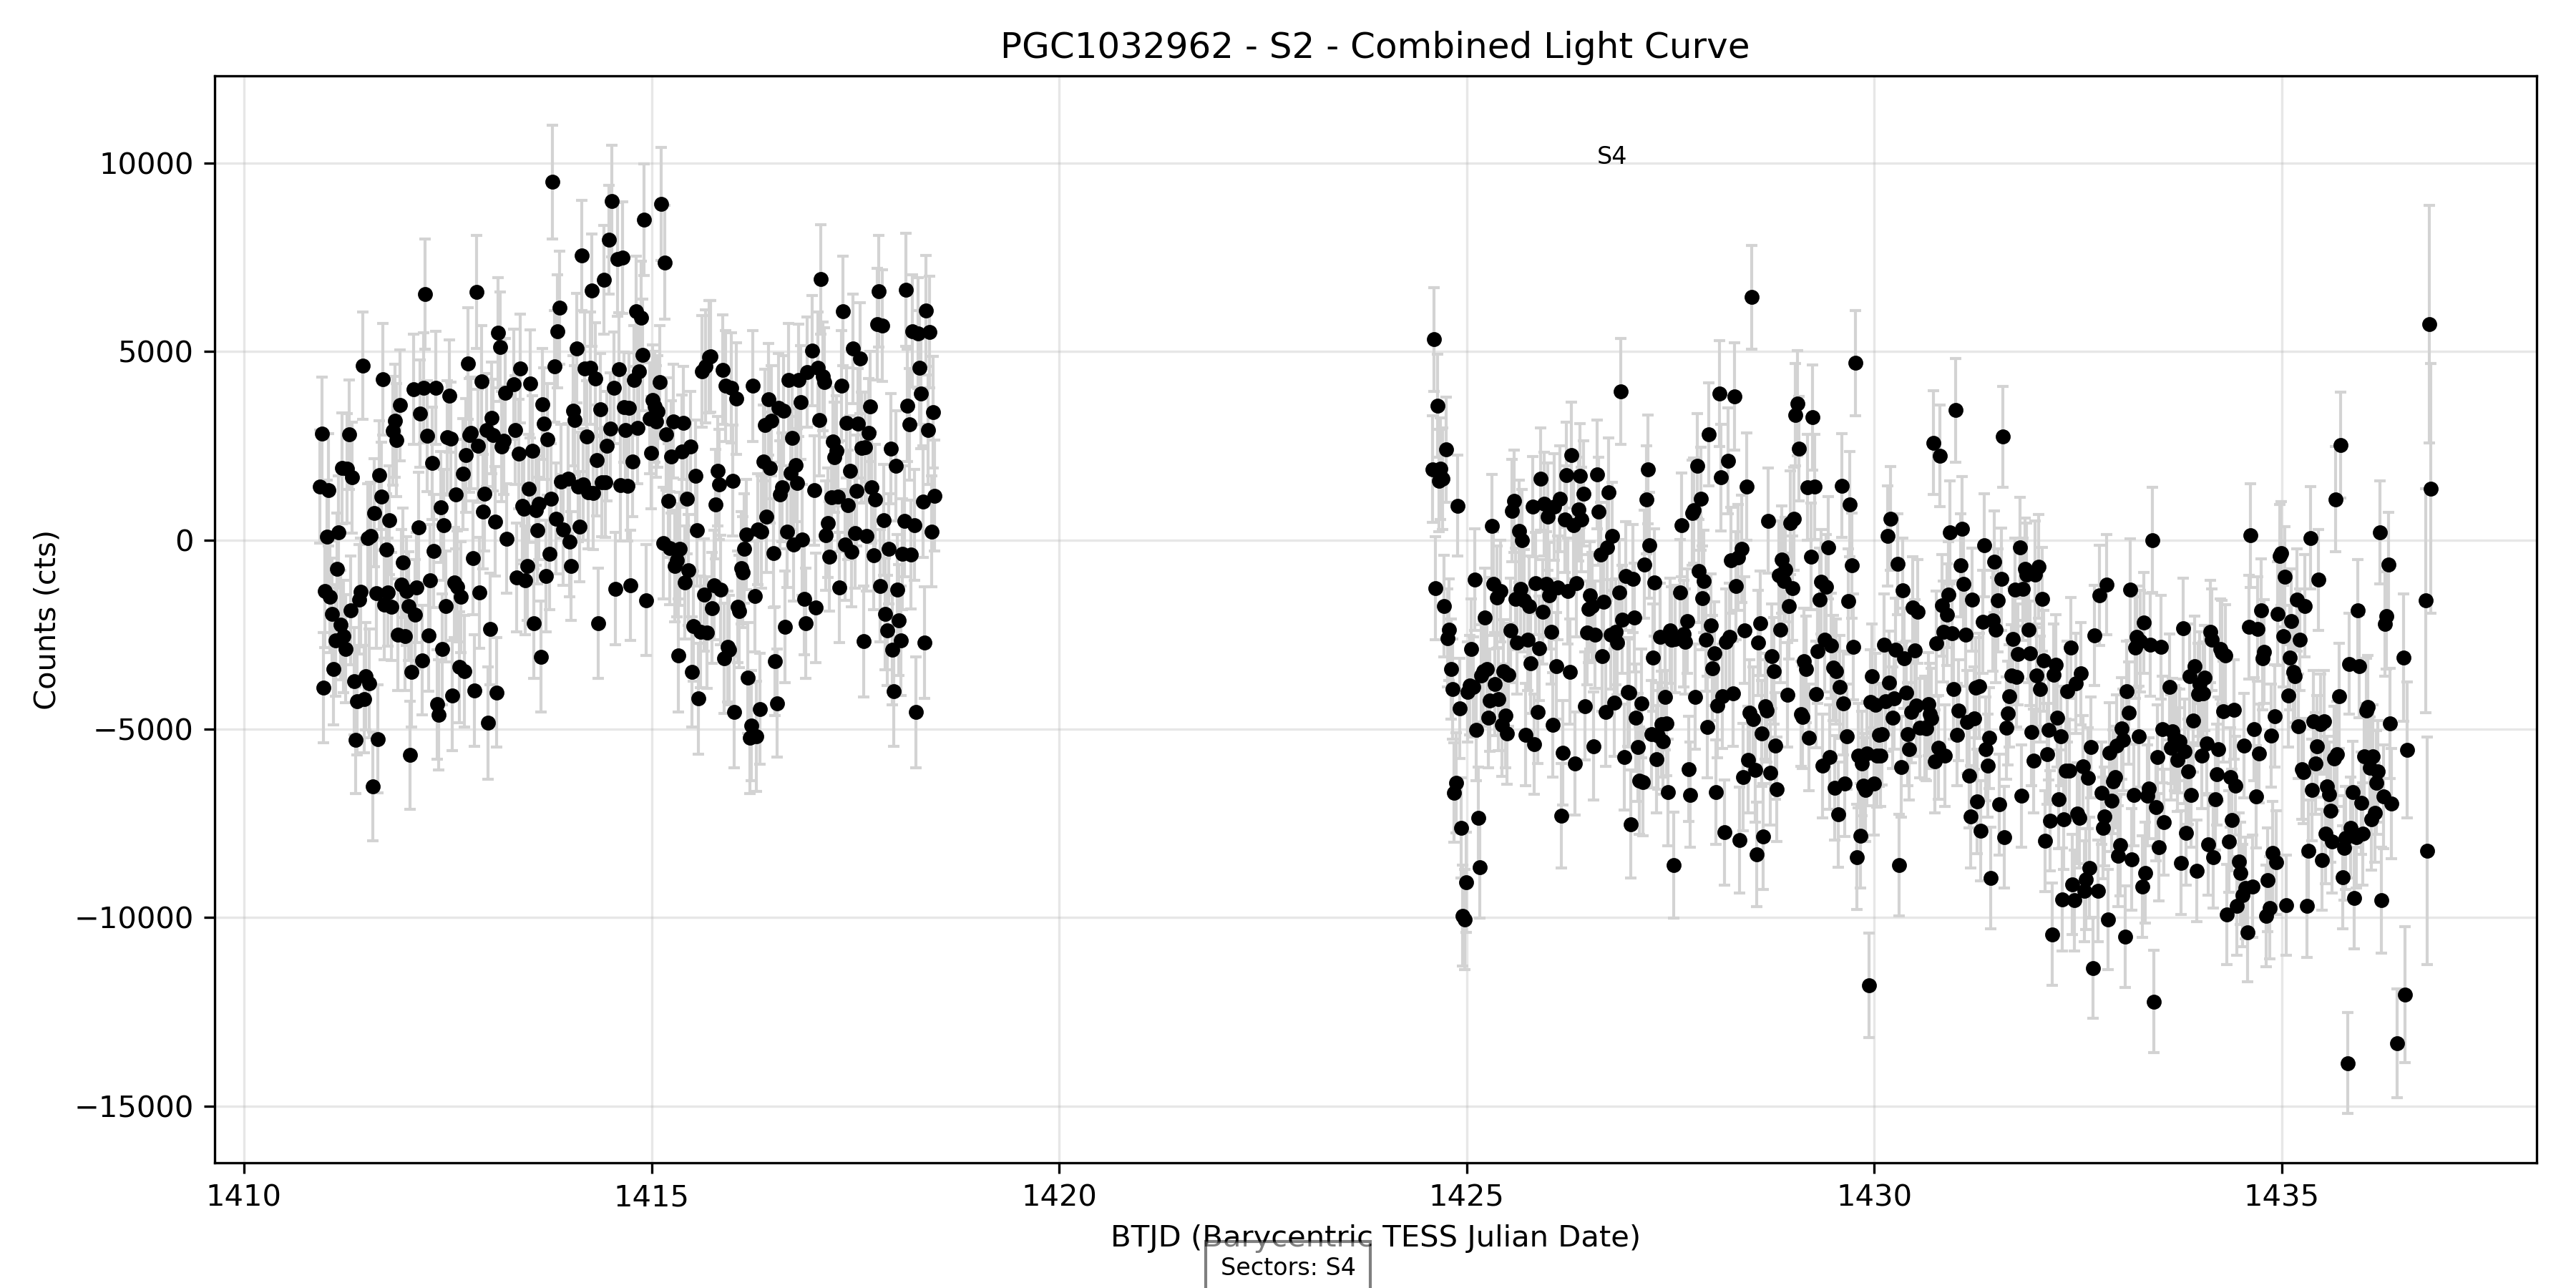 PGC1032962 - S2 - Combined Light Curve
S4
10000
5000
0
−5000
−10000
−15000
Counts (cts)
1410
1415
1420
1425
1430
1435
BTJD (Barycentric TESS Julian Date)
Sectors: S4